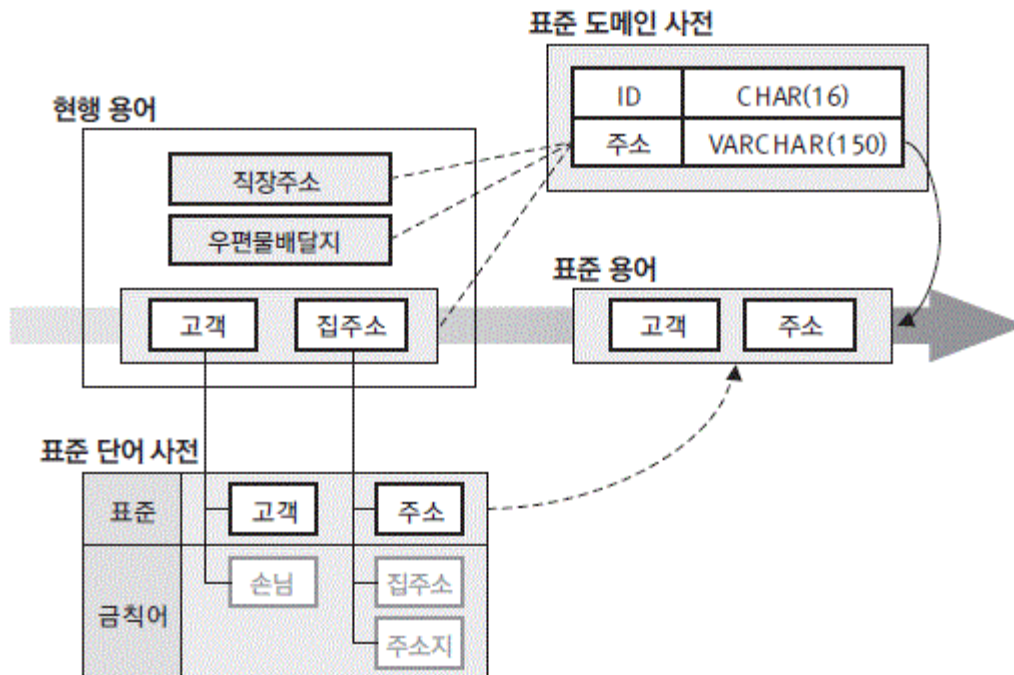 표준 도메인 사전
ID CHAR(16)
주소 VARCHAR(150)
현행 용어
직장주소
우편물배달지
고객 집주소
표준 용어
고객 주소
표준 단어 사전
표준 고객 주소
금칙어 손님 집주소
주소지